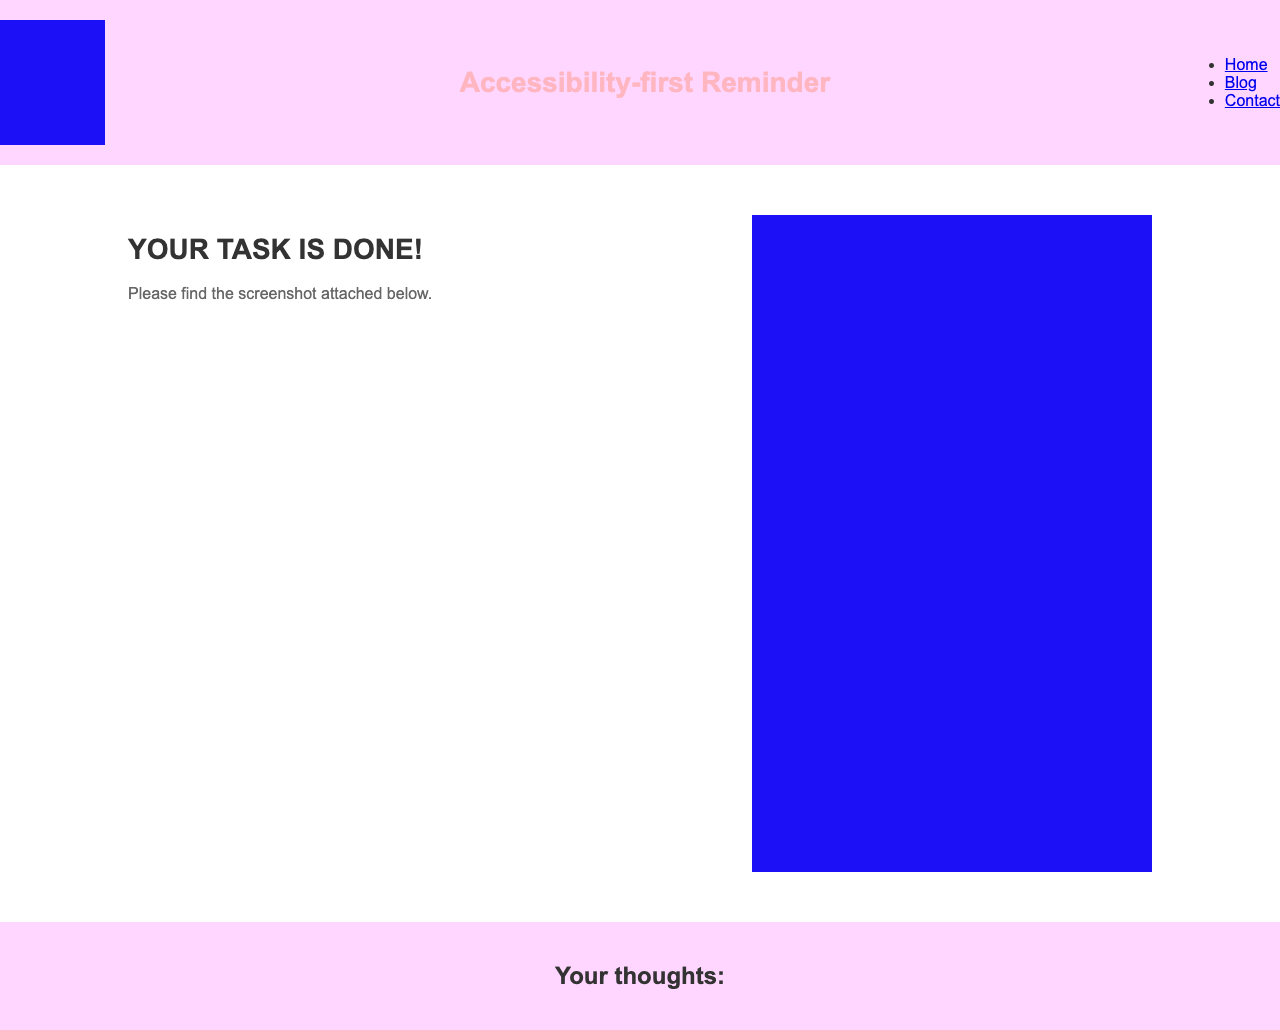 Accessibility-first Reminder
Home
Blog
Contact
YOUR TASK IS DONE!
Please find the screenshot attached below.
Your thoughts: